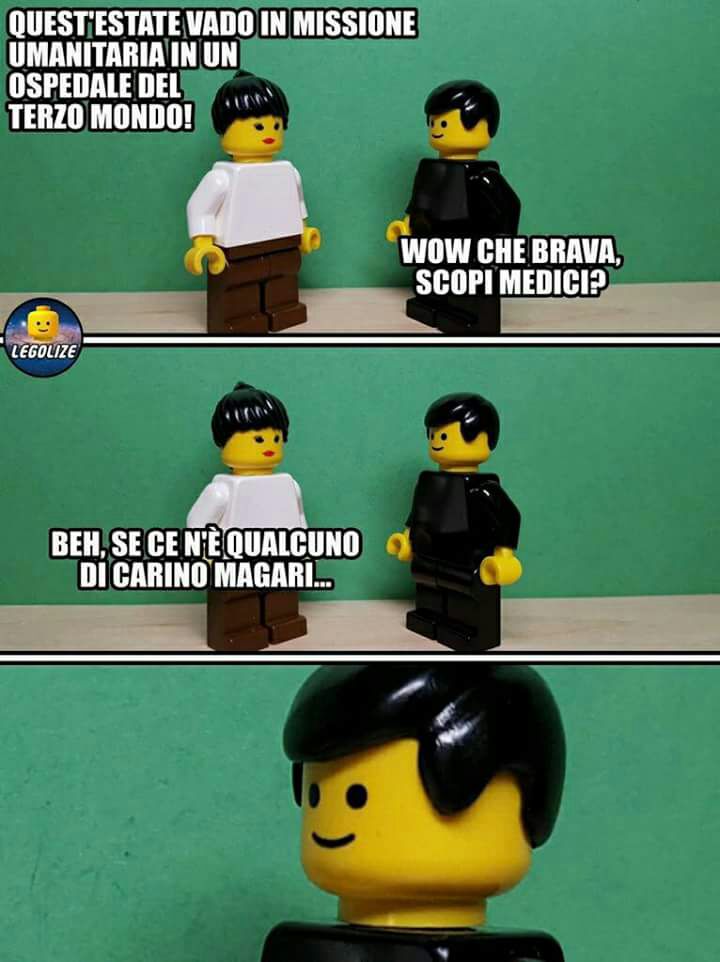 QUEST'ESTATE VADO IN MISSIONE
UMANITARIA IN UN
OSPEDALE DEL
TERZO MONDO!
WOW CHE BRAVA,
SCOPI MEDICI?
LEGOLIZE
BEH, SE CE N'È QUALCUNO
DI CARINO MAGARI...